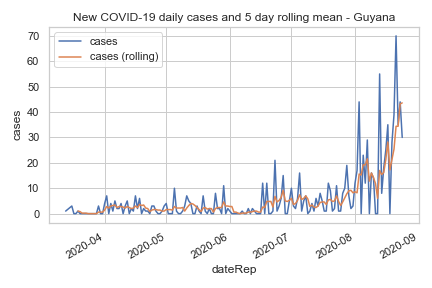 New COVID-19 daily cases and 5 day rolling mean - Guyana
cases
cases (rolling)
70
60
50
40
30
20
10
0
cases
2020-04
2020-05
2020-06
2020-07
2020-08
2020-09
dateRep